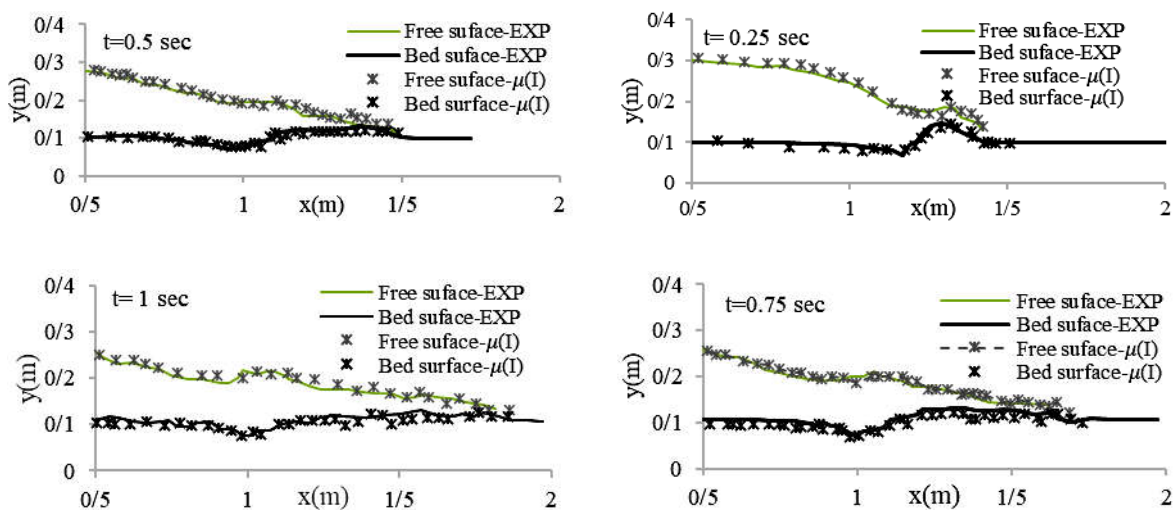 0/4
t=0.5 sec
Free suface-EXP
Bed suface-EXP
Free suface-μ(I)
Bed surface-μ(I)
0/3
0/2
0/1
0
y(m)
0/5
1
x(m)
1/5
2
0/4
t= 0.25 sec
Free suface-EXP
Bed suface-EXP
Free suface-μ(I)
Bed surface-μ(I)
0/3
0/2
0/1
0
y(m)
0/5
1
x(m)
1/5
2
0/4
t= 1 sec
Free suface-EXP
Bed suface-EXP
Free suface-μ(I)
Bed surface-μ(I)
0/3
0/2
0/1
0
y(m)
0/5
1
x(m)
1/5
2
0/4
t=0.75 sec
Free suface-EXP
Bed suface-EXP
Free suface-μ(I)
Bed surface-μ(I)
0/3
0/2
0/1
0
y(m)
0/5
1
x(m)
1/5
2